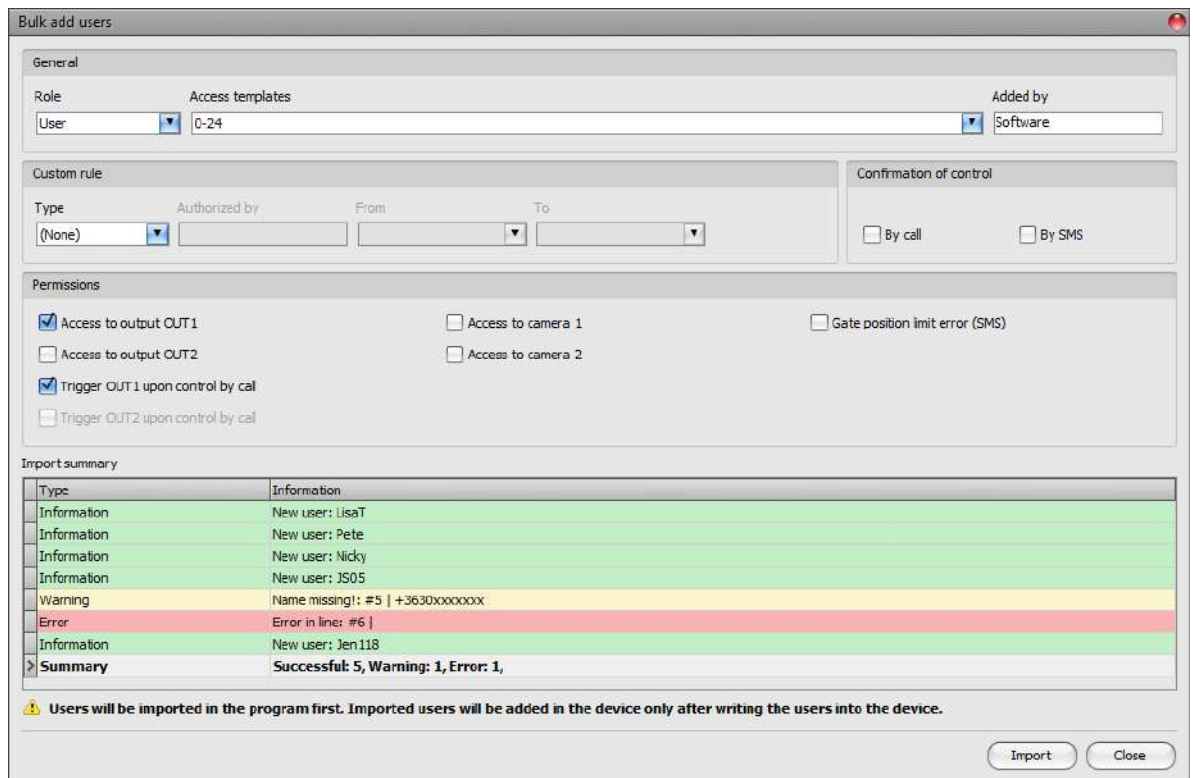 Bulk add users
General
Role Access templates Added by
User 0-24 Software
Custom rule Confirmation of control
Type Authorized by From To
(None) By call By SMS
Permissions
Access to output OUT1 Access to camera 1 Gate position limit error (SMS)
Access to output OUT2 Access to camera 2
Trigger OUT1 upon control by call
Trigger OUT2 upon control by call
Import summary
Type Information
Information New user: LisaT
Information New user: Pete
Information New user: Nicky
Information New user: JS05
Warning Name missing!: #5 | +3630xxxxxxx
Error Error in line: #6 |
Information New user: Jen118
Summary Successful: 5, Warning: 1, Error: 1,
Users will be imported in the program first. Imported users will be added in the device only after writing the users into the device.
Import Close